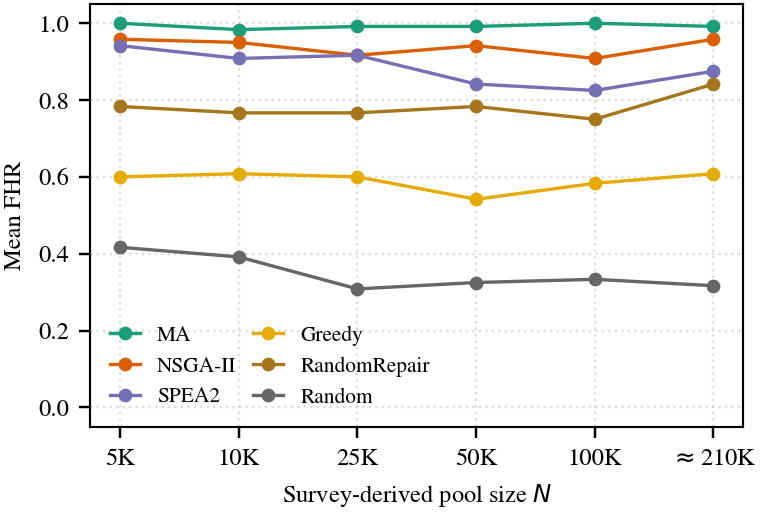 Mean FHR
1.0
0.8
0.6
0.4
0.2
0.0
MA
NSGA-II
SPEA2
Greedy
RandomRepair
Random
5K 10K 25K 50K 100K ≈ 210K
Survey-derived pool size N